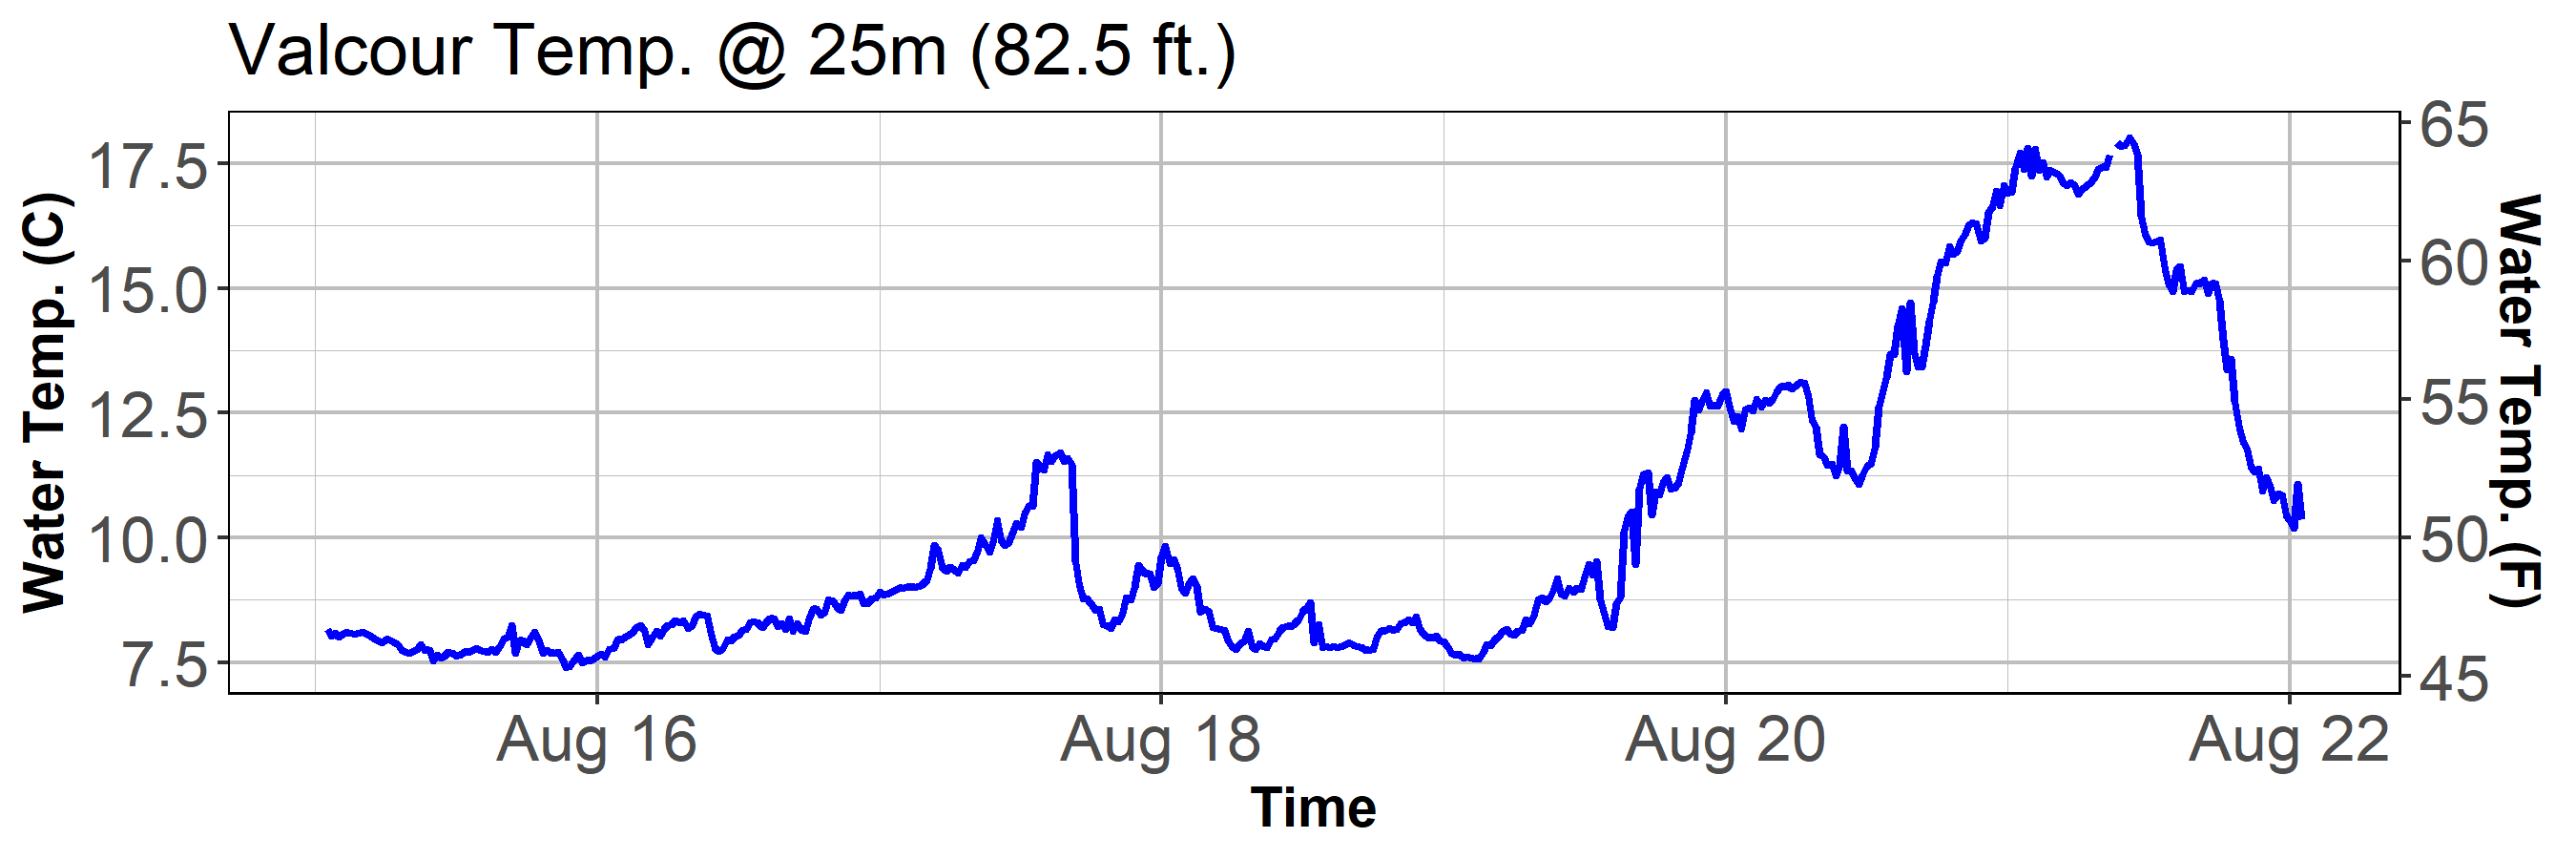 Valcour Temp. @ 25m (82.5 ft.)
Water Temp. (C)
17.5
15.0
12.5
10.0
7.5
65
60
55
50
45
Water Temp. (F)
Aug 16
Aug 18
Aug 20
Aug 22
Time